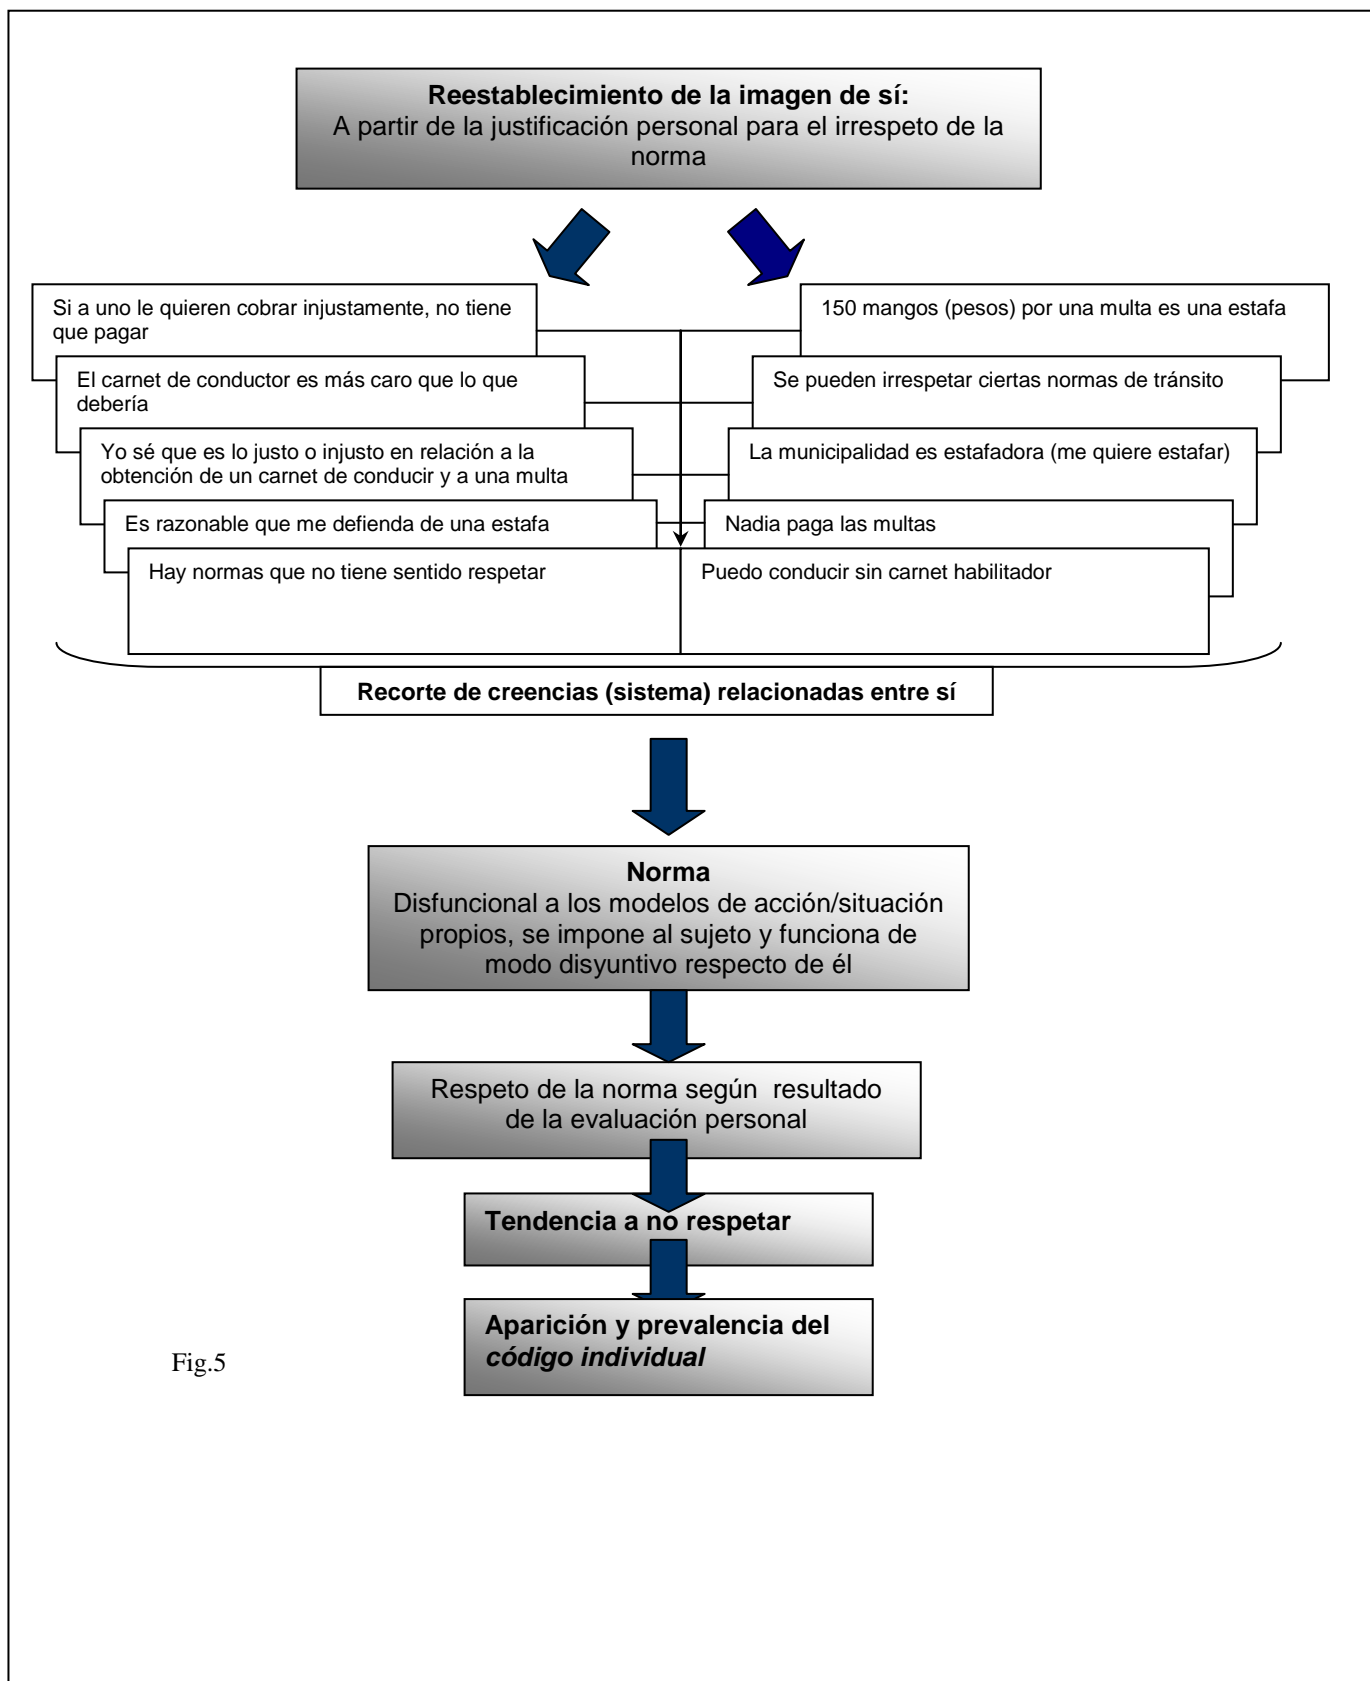 Reestablecimiento de la imagen de sí:
A partir de la justificación personal para el irrespeto de la
norma
Si a uno le quieren cobrar injustamente, no tiene
que pagar
150 mangos (pesos) por una multa es una estafa
El carnet de conductor es más caro que lo que
debería
Se pueden irrespetar ciertas normas de tránsito
Yo sé que es lo justo o injusto en relación a la
obtención de un carnet de conducir y a una multa
La municipalidad es estafadora (me quiere estafar)
Es razonable que me defienda de una estafa
Nadia paga las multas
Hay normas que no tiene sentido respetar
Puedo conducir sin carnet habilitador
Recorte de creencias (sistema) relacionadas entre sí
Norma
Disfuncional a los modelos de acción/situación
propios, se impone al sujeto y funciona de
modo disyuntivo respecto de él
Respeto de la norma según  resultado
de la evaluación personal
Tendencia a no respetar
Aparición y prevalencia del
código individual
Fig.5